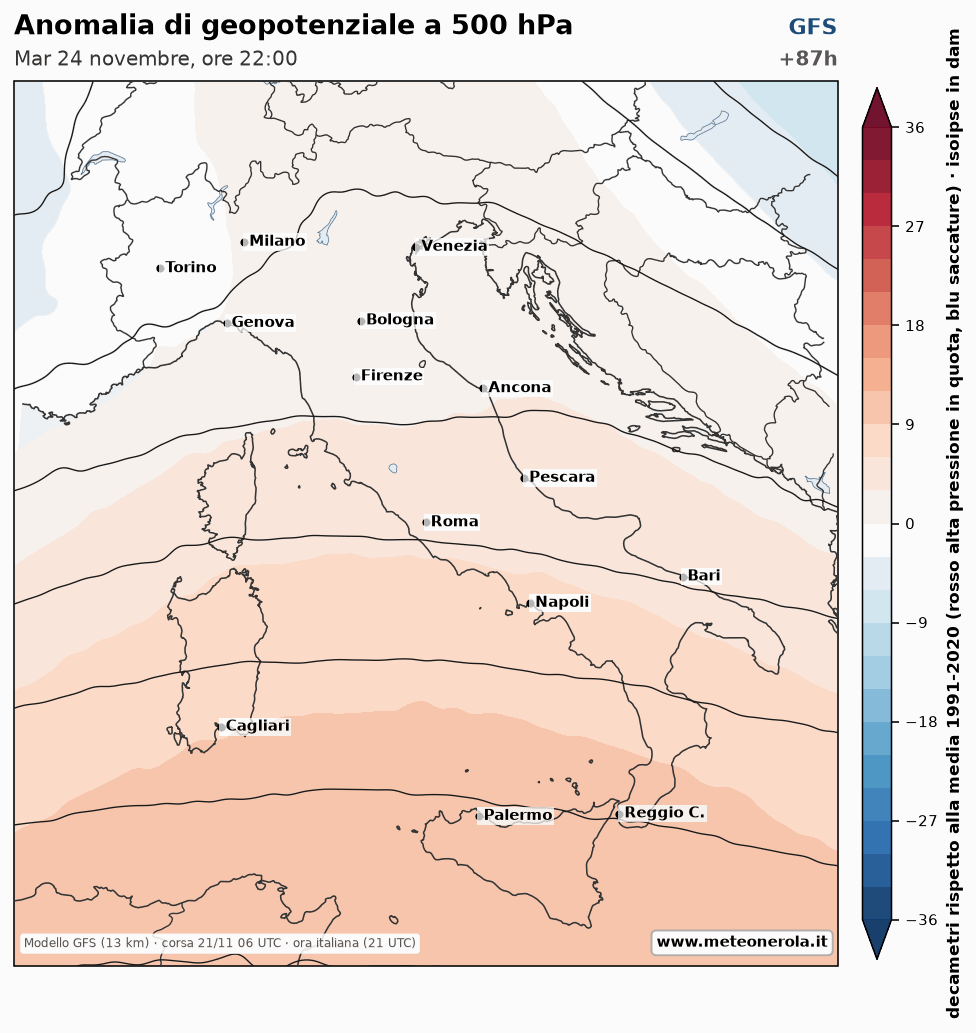 Anomalia di geopotenziale a 500 hPa
GFS
Mar 24 novembre, ore 22:00
+87h
Milano
Venezia
Torino
Genova
Bologna
Firenze
Ancona
Pescara
Roma
Bari
Napoli
Cagliari
Palermo
Reggio C.
Modello GFS (13 km) · corsa 21/11 06 UTC · ora italiana (21 UTC)
www.meteonerola.it
36
27
18
9
0
−9
−18
−27
−36
decametri rispetto alla media 1991-2020 (rosso alta pressione in quota, blu saccature) · isoipse in dam